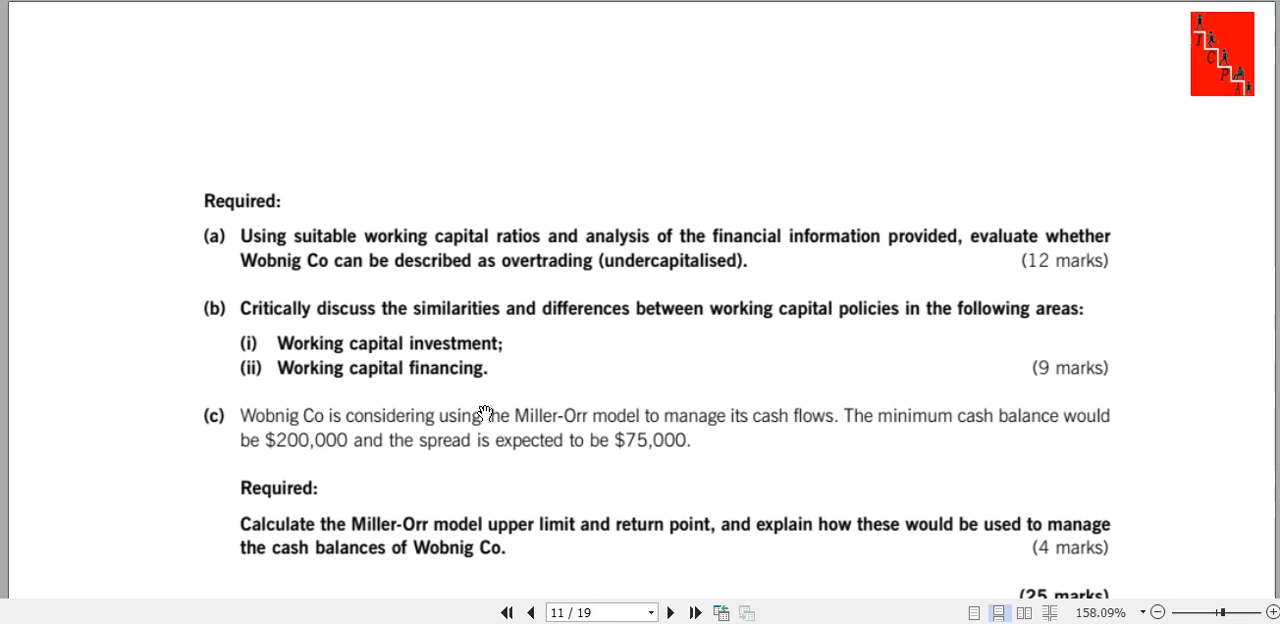 I
C
P
A
Required:
(a) Using suitable working capital ratios and analysis of the financial information provided, evaluate whether
Wobnig Co can be described as overtrading (undercapitalised). (12 marks)
(b) Critically discuss the similarities and differences between working capital policies in the following areas:
(i) Working capital investment;
(ii) Working capital financing. (9 marks)
(c) Wobnig Co is considering using the Miller-Orr model to manage its cash flows. The minimum cash balance would
be $200,000 and the spread is expected to be $75,000.
Required:
Calculate the Miller-Orr model upper limit and return point, and explain how these would be used to manage
the cash balances of Wobnig Co. (4 marks)
(25 marks)
11 / 19 158.09%